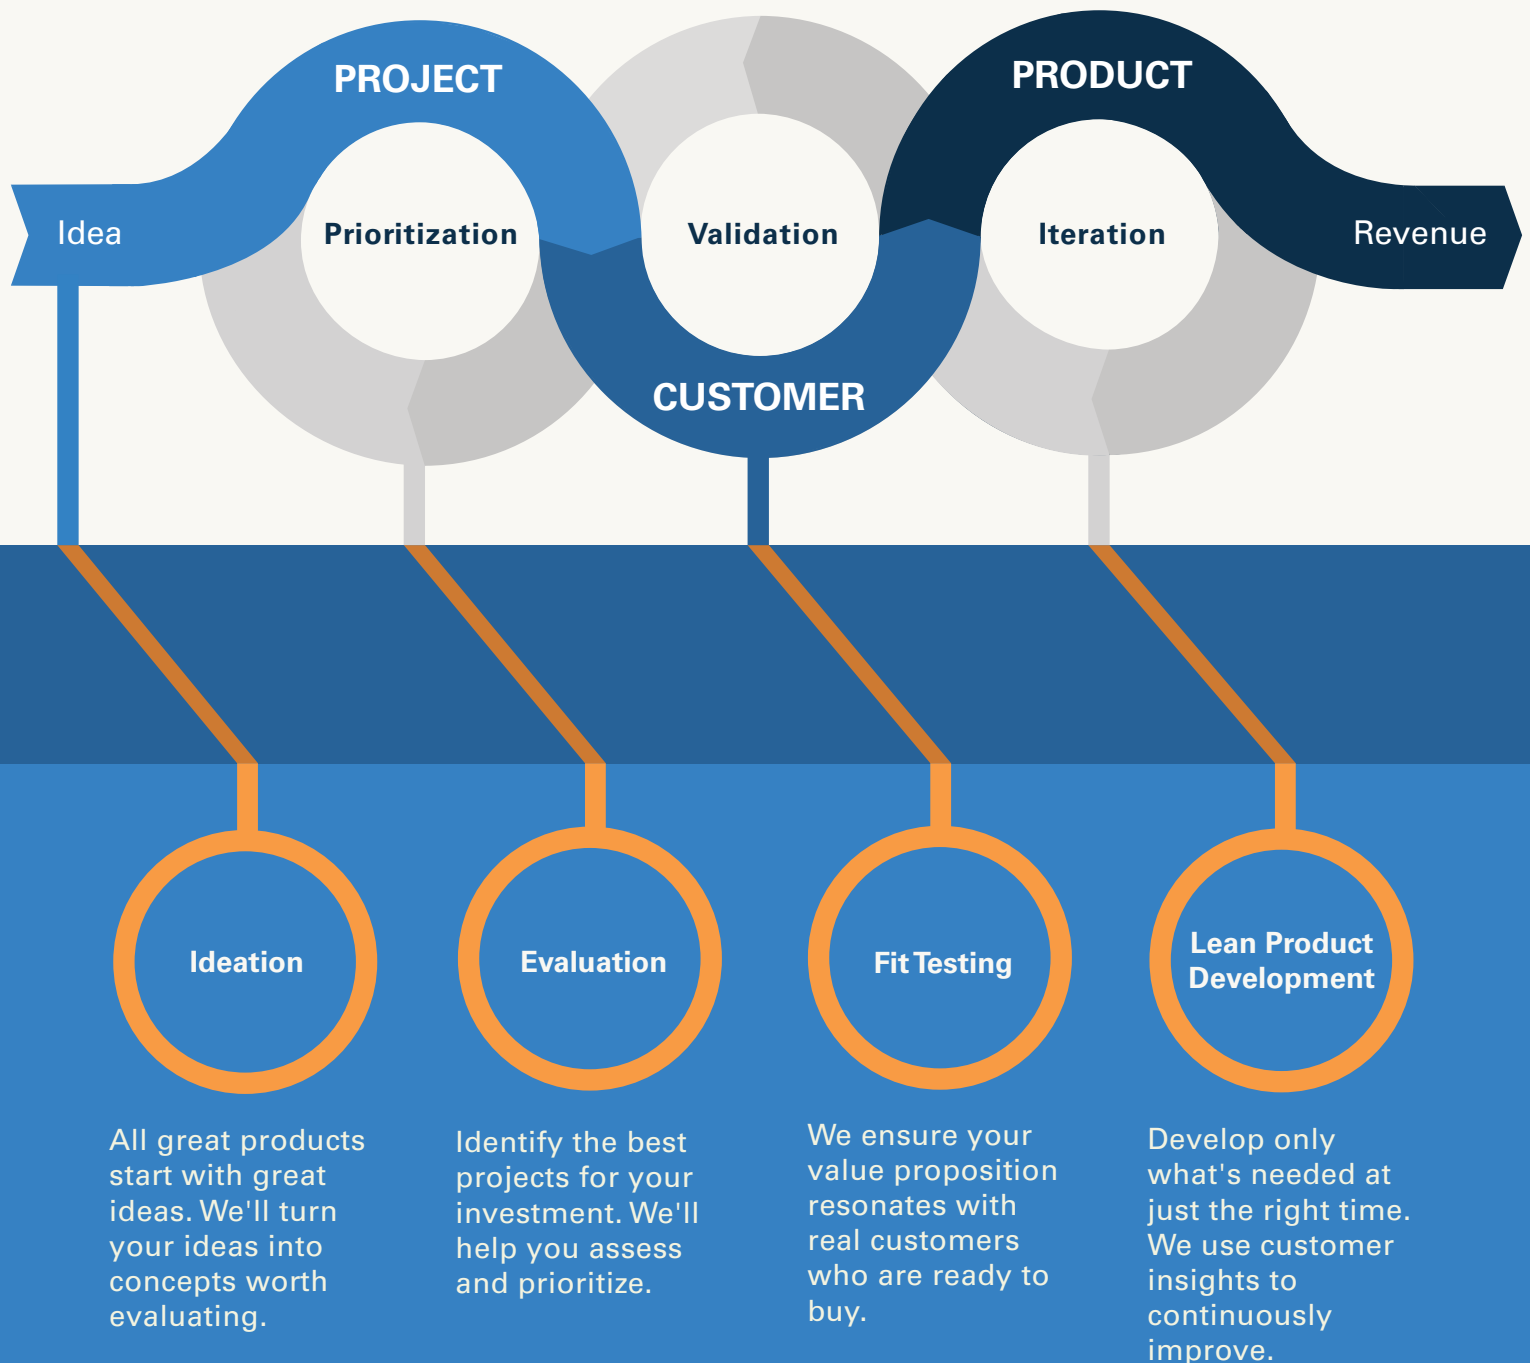 PROJECT
PRODUCT
Idea
Prioritization
Validation
Iteration
Revenue
CUSTOMER
Ideation
All great products
start with great
ideas. We'll turn
your ideas into
concepts worth
evaluating.
Evaluation
Identify the best
projects for your
investment. We'll
help you assess
and prioritize.
Fit Testing
We ensure your
value proposition
resonates with
real customers
who are ready to
buy.
Lean Product
Development
Develop only
what's needed at
just the right time.
We use customer
insights to
continuously
improve.